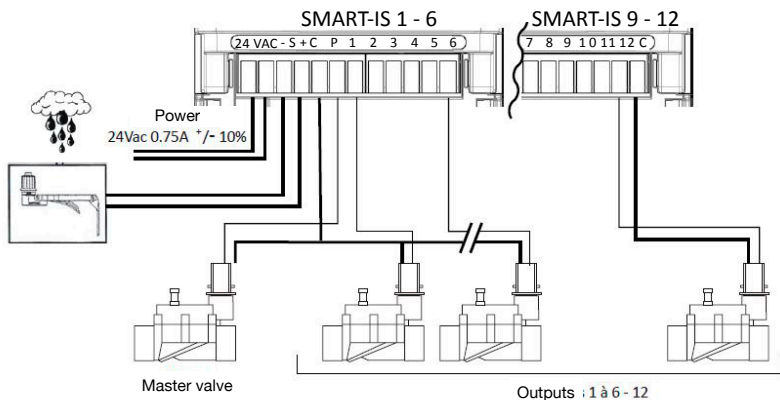 SMART-IS 1 - 6
SMART-IS 9 - 12
24 VAC - S + C P 1 2 3 4 5 6
7 8 9 10 11 12 C
Power
24Vac 0.75A +/- 10%
Master valve
Outputs : 1 à 6 - 12